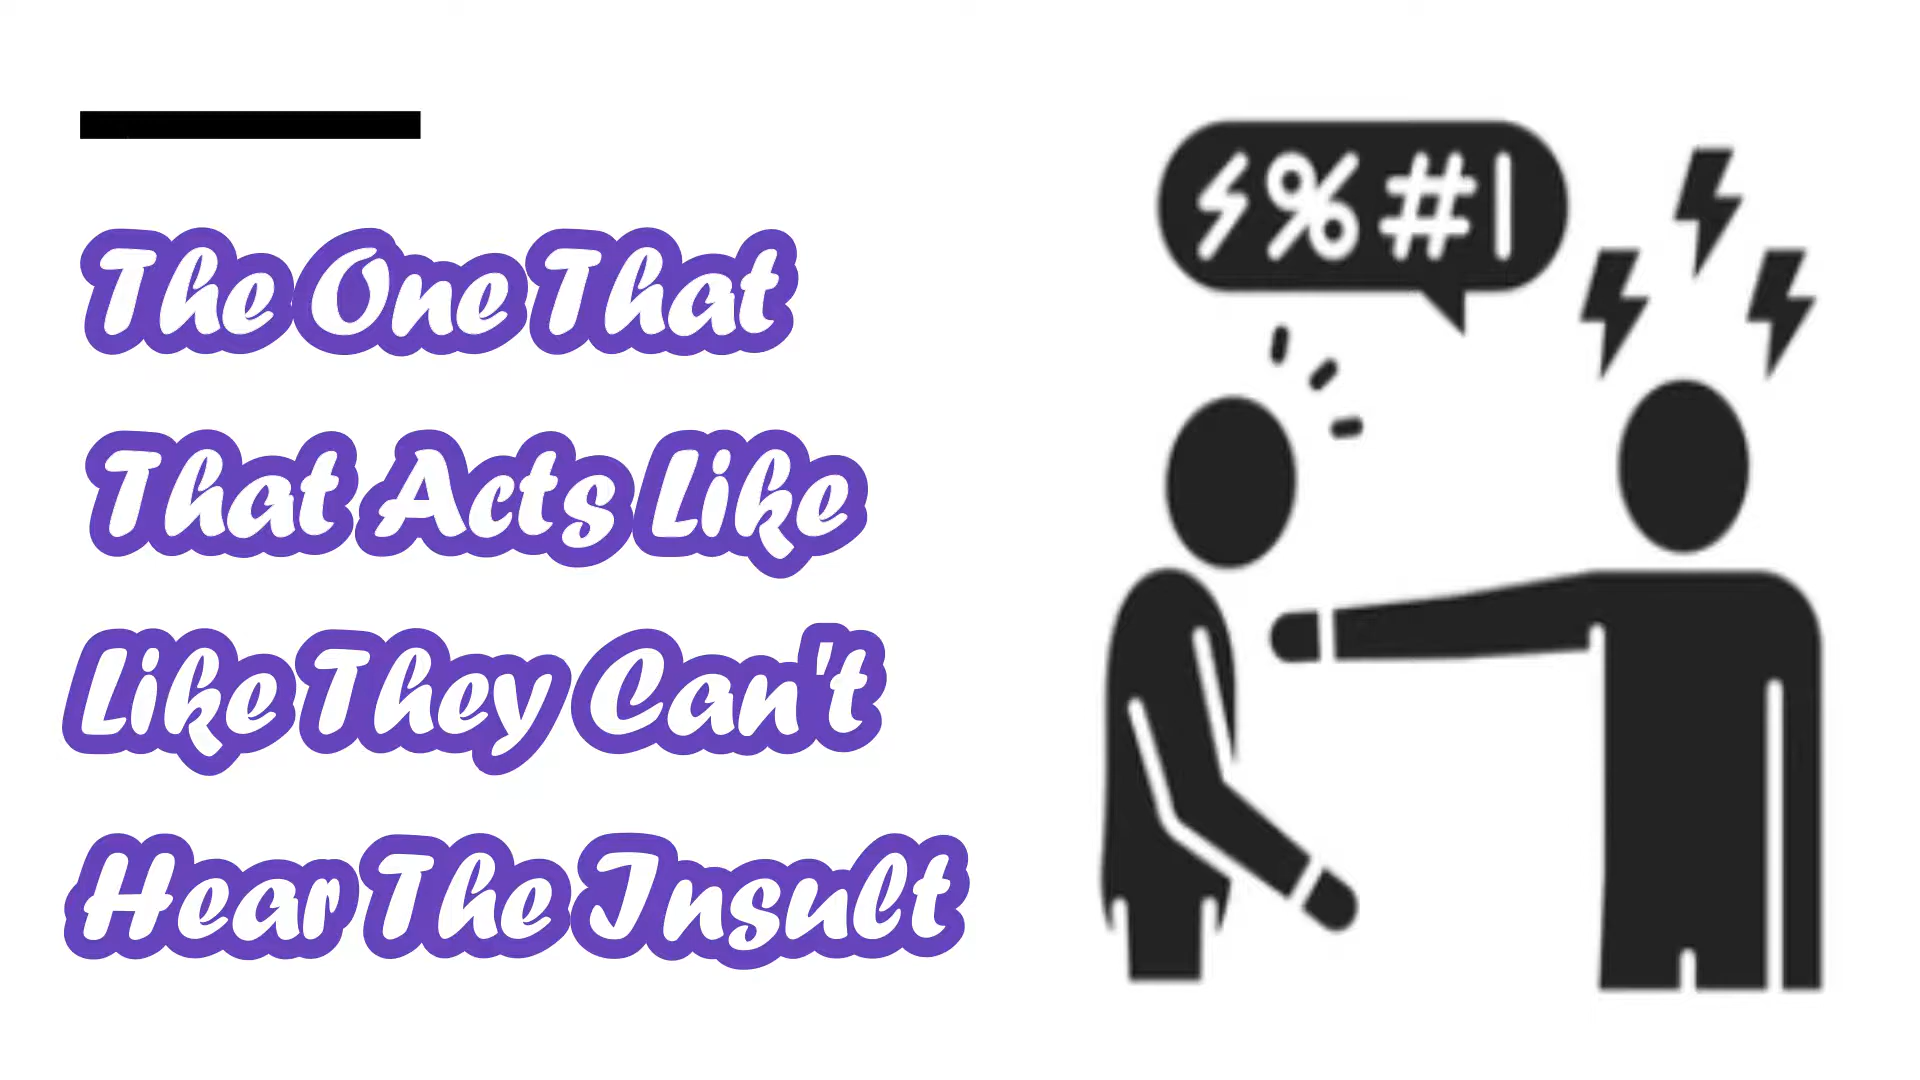 The One That
That Acts Like
Like They Can't
Hear The Insult
%#!